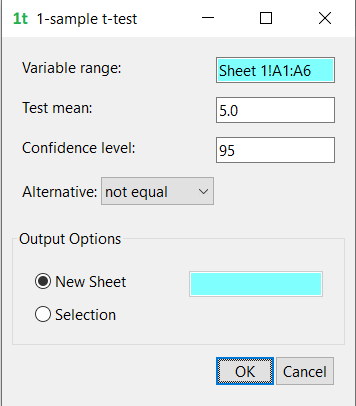 1t 1-sample t-test
Variable range: Sheet 1!A1:A6
Test mean: 5.0
Confidence level: 95
Alternative: not equal
Output Options
New Sheet
Selection
OK Cancel